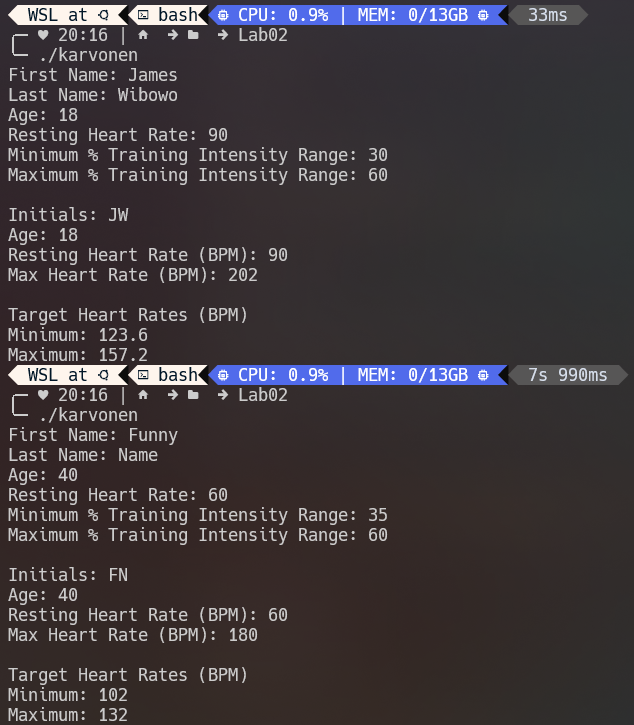 WSL at bash CPU: 0.9% | MEM: 0/13GB 33ms
20:16 | Lab02
./karvonen
First Name: James
Last Name: Wibowo
Age: 18
Resting Heart Rate: 90
Minimum % Training Intensity Range: 30
Maximum % Training Intensity Range: 60
Initials: JW
Age: 18
Resting Heart Rate (BPM): 90
Max Heart Rate (BPM): 202
Target Heart Rates (BPM)
Minimum: 123.6
Maximum: 157.2
WSL at bash CPU: 0.9% | MEM: 0/13GB 7s 990ms
20:16 | Lab02
./karvonen
First Name: Funny
Last Name: Name
Age: 40
Resting Heart Rate: 60
Minimum % Training Intensity Range: 35
Maximum % Training Intensity Range: 60
Initials: FN
Age: 40
Resting Heart Rate (BPM): 60
Max Heart Rate (BPM): 180
Target Heart Rates (BPM)
Minimum: 102
Maximum: 132